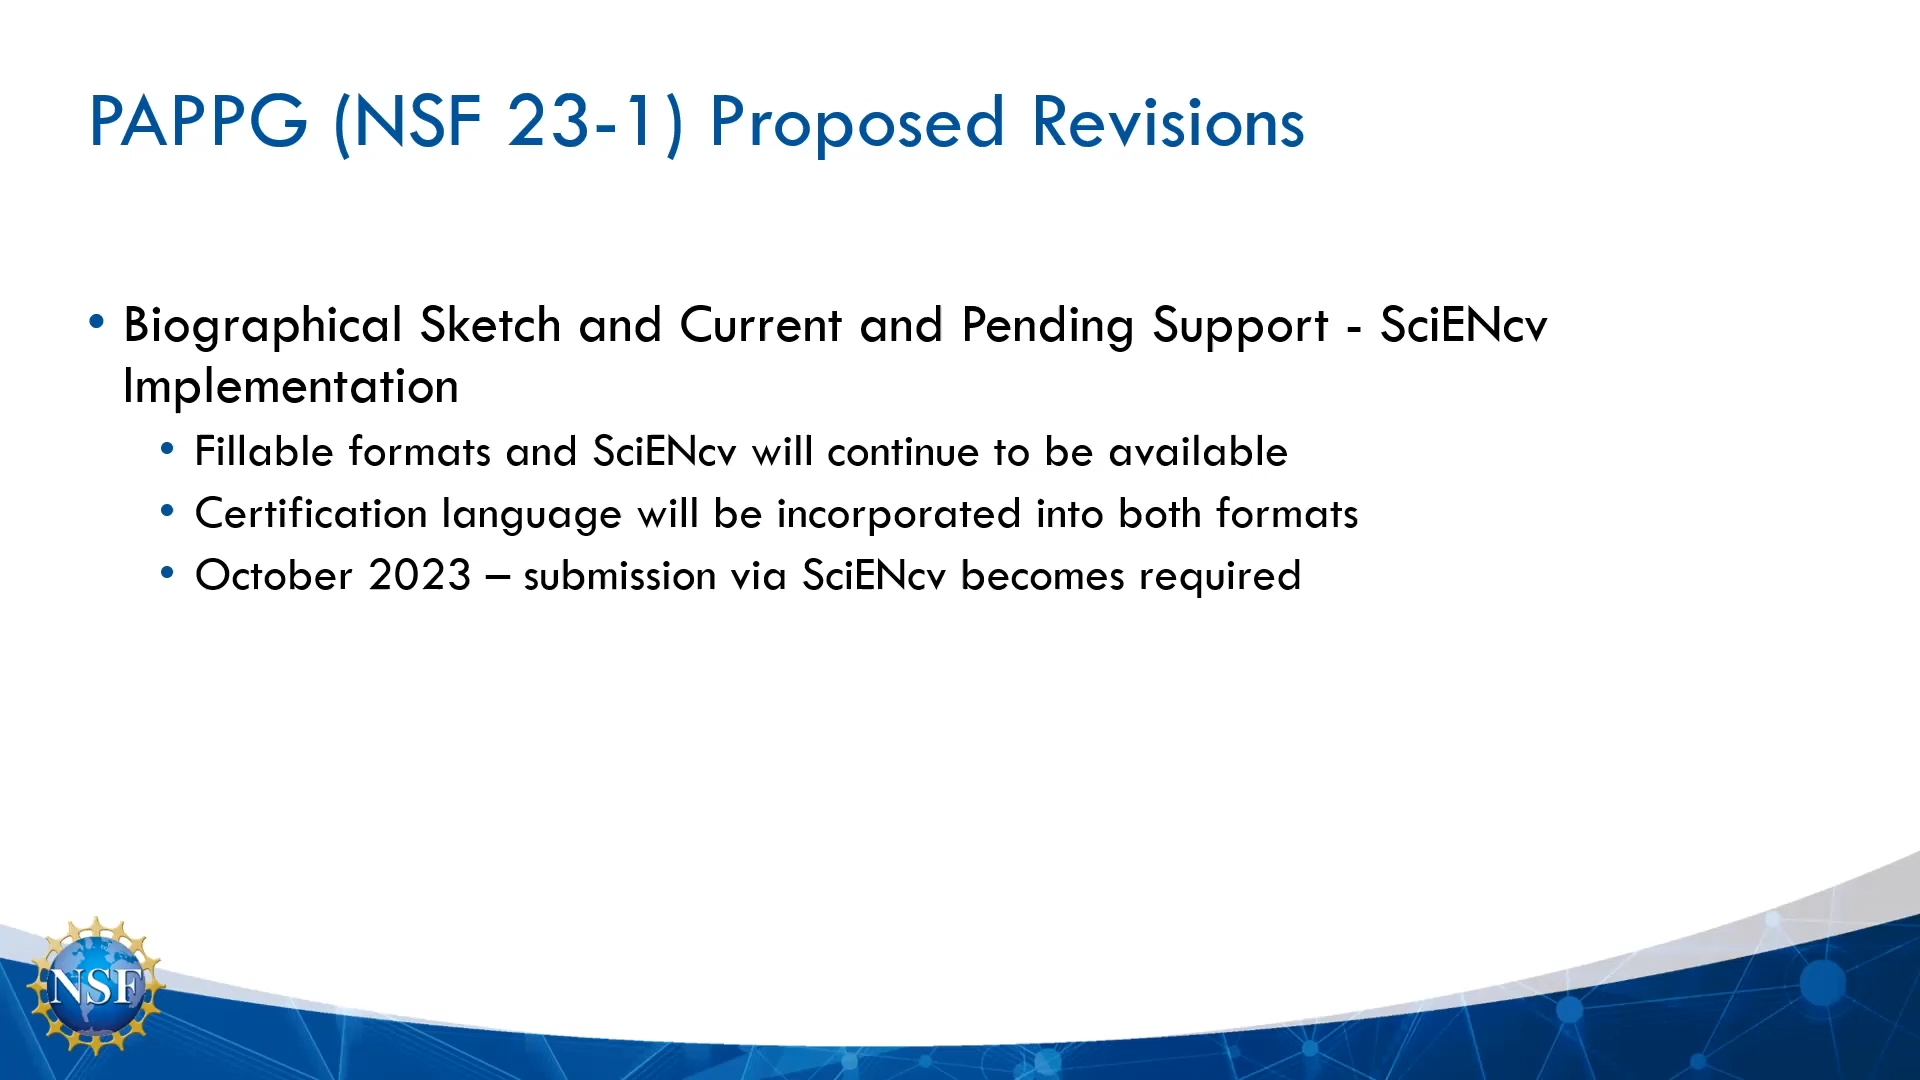 PAPPG (NSF 23-1) Proposed Revisions
• Biographical Sketch and Current and Pending Support - SciENcv
Implementation
• Fillable formats and SciENcv will continue to be available
• Certification language will be incorporated into both formats
• October 2023 – submission via SciENcv becomes required
NSF